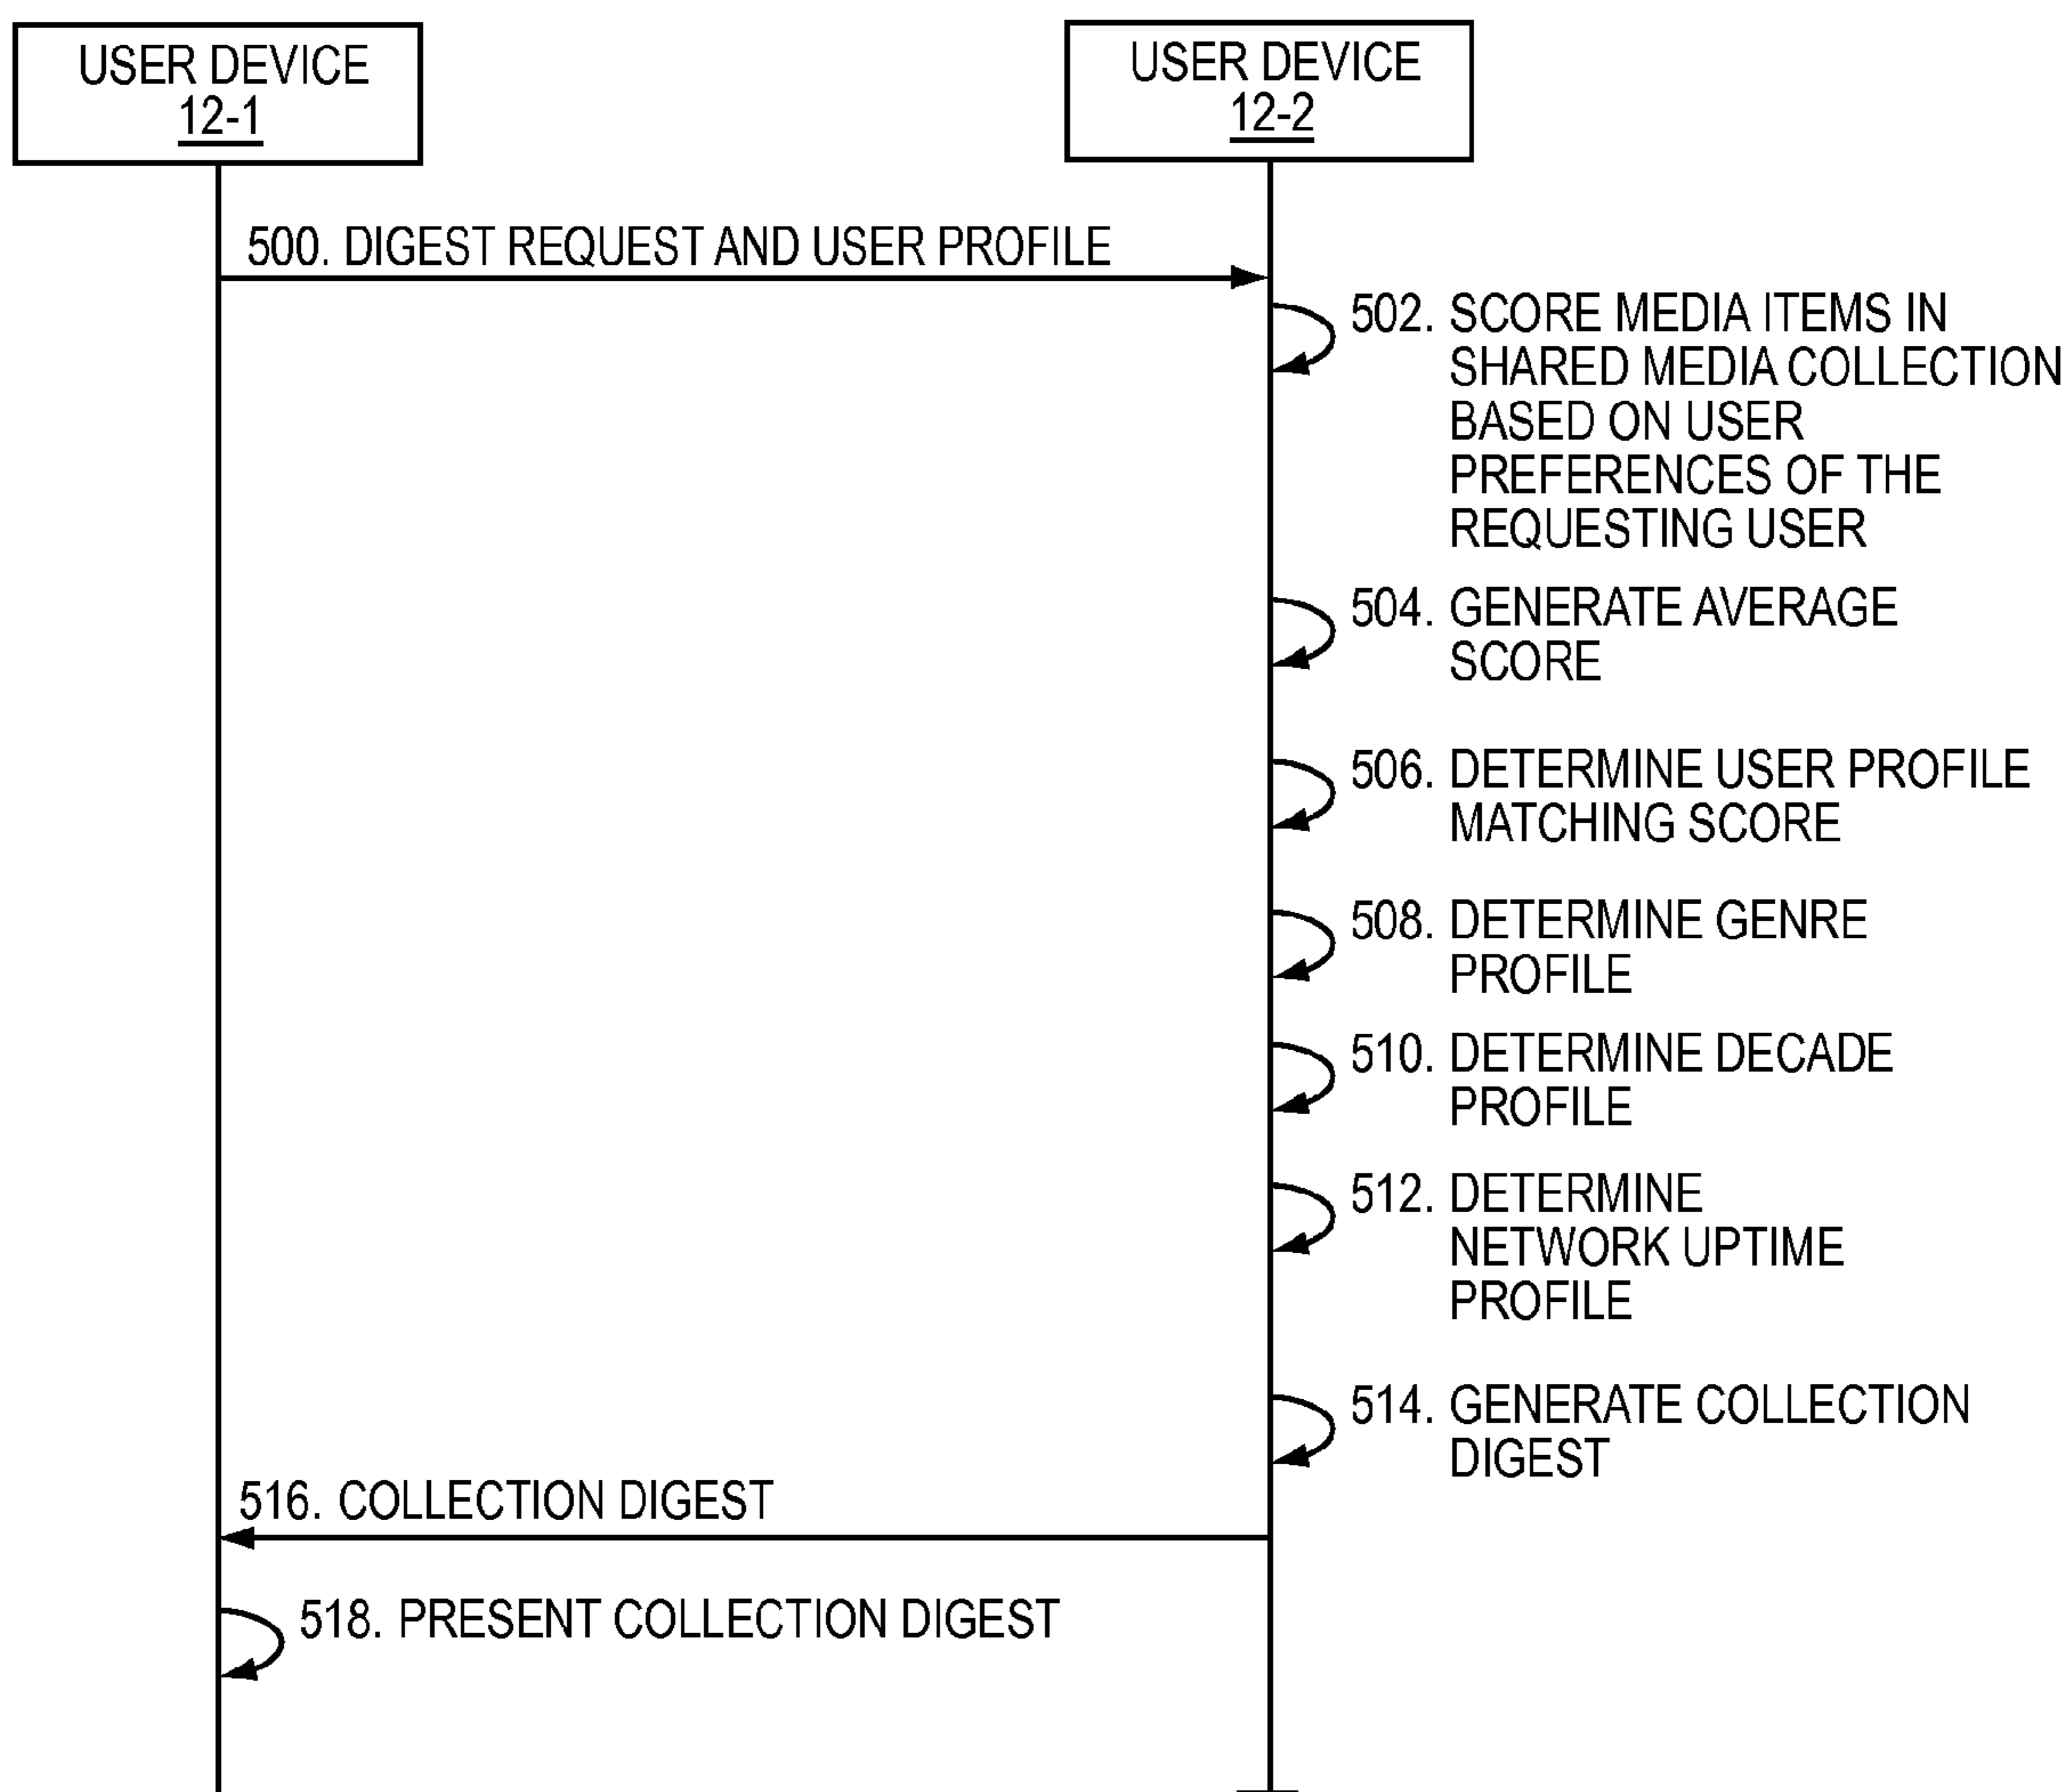 USER DEVICE
12-1
USER DEVICE
12-2
500. DIGEST REQUEST AND USER PROFILE
502. SCORE MEDIA ITEMS IN
SHARED MEDIA COLLECTION
BASED ON USER
PREFERENCES OF THE
REQUESTING USER
504. GENERATE AVERAGE
SCORE
506. DETERMINE USER PROFILE
MATCHING SCORE
508. DETERMINE GENRE
PROFILE
510. DETERMINE DECADE
PROFILE
512. DETERMINE
NETWORK UPTIME
PROFILE
514. GENERATE COLLECTION
DIGEST
516. COLLECTION DIGEST
518. PRESENT COLLECTION DIGEST